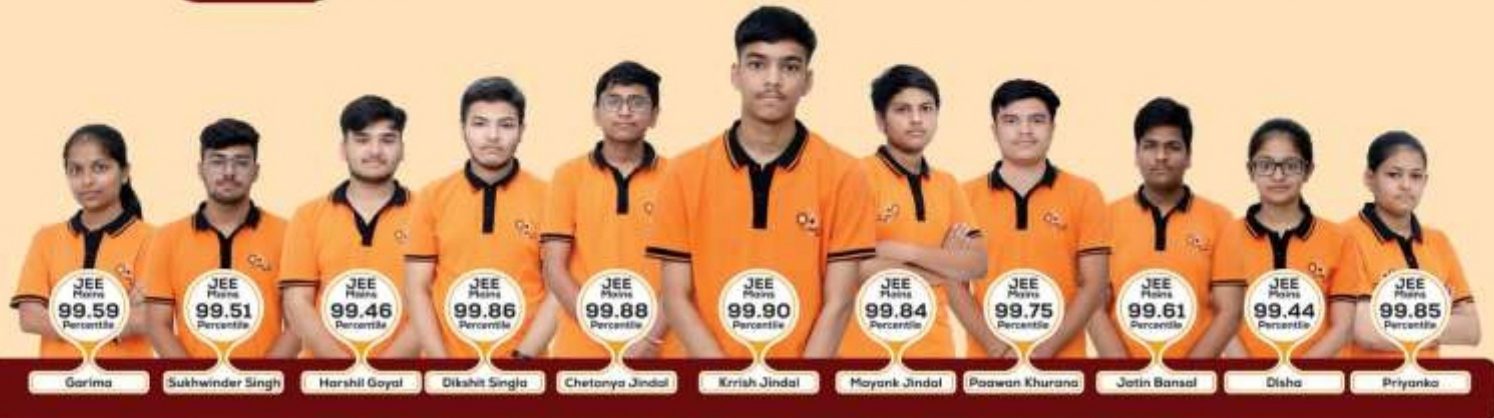 JEE
Mains
99.59
Percentile
JEE
Mains
99.51
Percentile
JEE
Mains
99.46
Percentile
JEE
Mains
99.86
Percentile
JEE
Mains
99.88
Percentile
JEE
Mains
99.90
Percentile
JEE
Mains
99.84
Percentile
JEE
Mains
99.75
Percentile
JEE
Mains
99.61
Percentile
JEE
Mains
99.44
Percentile
JEE
Mains
99.85
Percentile
Garima
Sukhwinder Singh
Harshil Goyal
Dikshit Singla
Chetanya Jindal
Krrish Jindal
Mayank Jindal
Paawan Khurana
Jatin Bansal
Disha
Priyanka